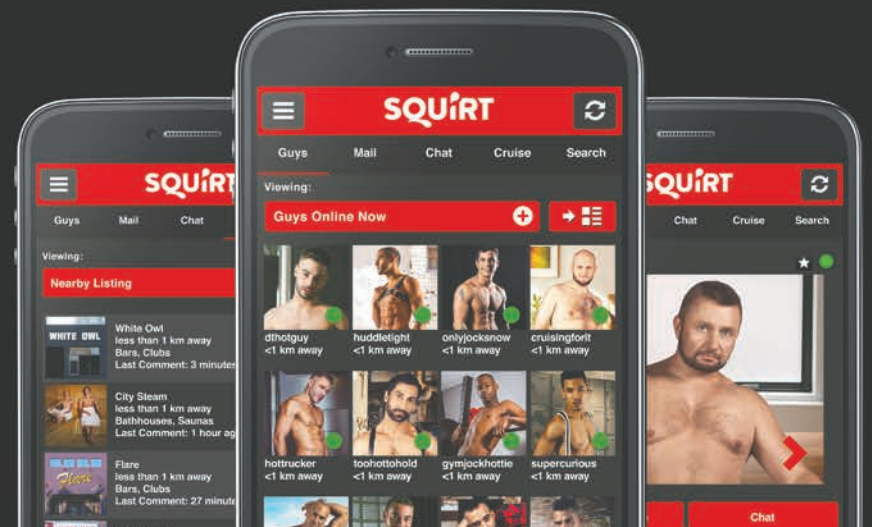 SQUIRT
Guys Mail Chat
Viewing:
Nearby Listing
WHITE OWL
White Owl
less than 1 km away
Bars, Clubs
Last Comment: 3 minutes
City Steam
less than 1 km away
Bathhouses, Saunas
Last Comment: 1 hour ag
Flare
Flare
less than 1 km away
Bars, Clubs
Last Comment: 27 minute
SQUIRT
Guys Mail Chat Cruise Search
Viewing:
Guys Online Now
dthotguy huddletight onlyjocksnow cruisingforit
<1 km away <1 km away <1 km away <1 km away
hottrucker toohottohold gymjockhottie supercurious
<1 km away <1 km away <1 km away <1 km away
SQUIRT
Chat Cruise Search
Chat